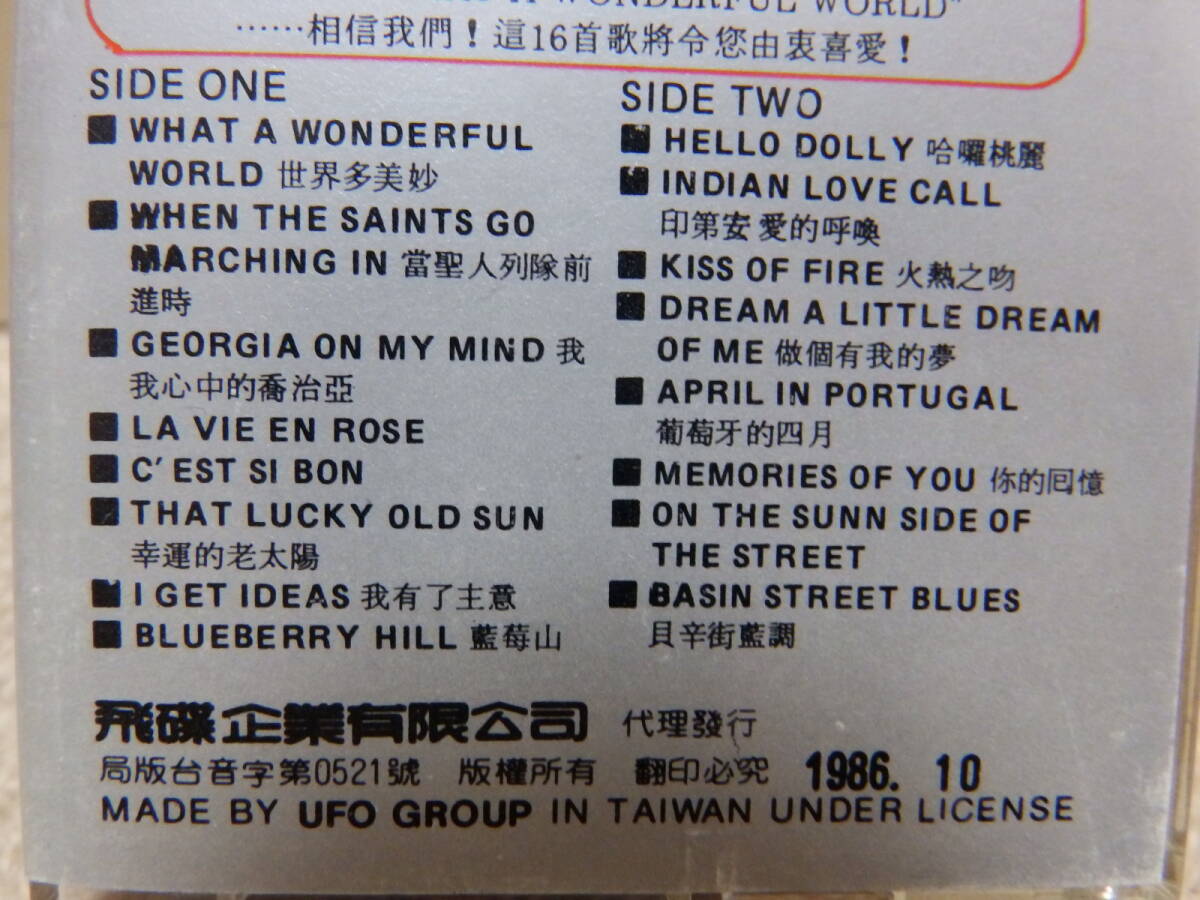 A WONDERFUL WORLD"
······相信我們！這16首歌將令您由衷喜愛！
SIDE ONE
■ WHAT A WONDERFUL
WORLD 世界多美妙
■ WHEN THE SAINTS GO
MARCHING IN 當聖人列隊前
進時
■ GEORGIA ON MY MIND 我
我心中的喬治亞
■ LA VIE EN ROSE
■ C'EST SI BON
■ THAT LUCKY OLD SUN
幸運的老太陽
■ I GET IDEAS 我有了主意
■ BLUEBERRY HILL 藍莓山
SIDE TWO
■ HELLO DOLLY 哈囉桃麗
■ INDIAN LOVE CALL
印第安愛的呼喚
■ KISS OF FIRE 火熱之吻
■ DREAM A LITTLE DREAM
OF ME 做個有我的夢
■ APRIL IN PORTUGAL
葡萄牙的四月
■ MEMORIES OF YOU 你的回憶
■ ON THE SUNN SIDE OF
THE STREET
■ BASIN STREET BLUES
貝辛街藍調
飛碟企業有限公司 代理發行
局版台音字第0521號 版權所有 翻印必究 1986. 10
MADE BY UFO GROUP IN TAIWAN UNDER LICENSE